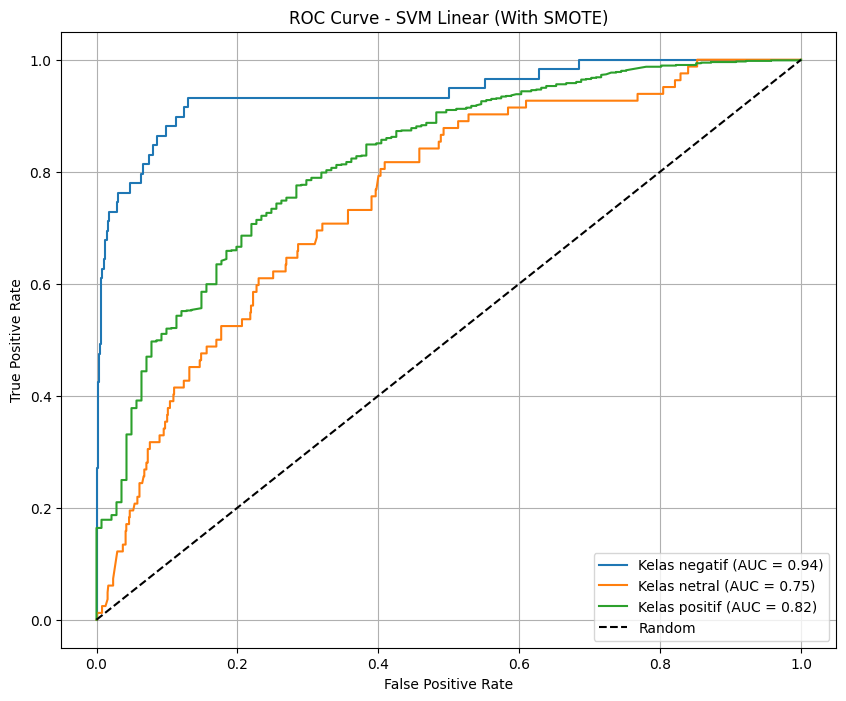 ROC Curve - SVM Linear (With SMOTE)
True Positive Rate
1.0
0.8
0.6
0.4
0.2
0.0
Kelas negatif (AUC = 0.94)
Kelas netral (AUC = 0.75)
Kelas positif (AUC = 0.82)
Random
0.0 0.2 0.4 0.6 0.8 1.0
False Positive Rate